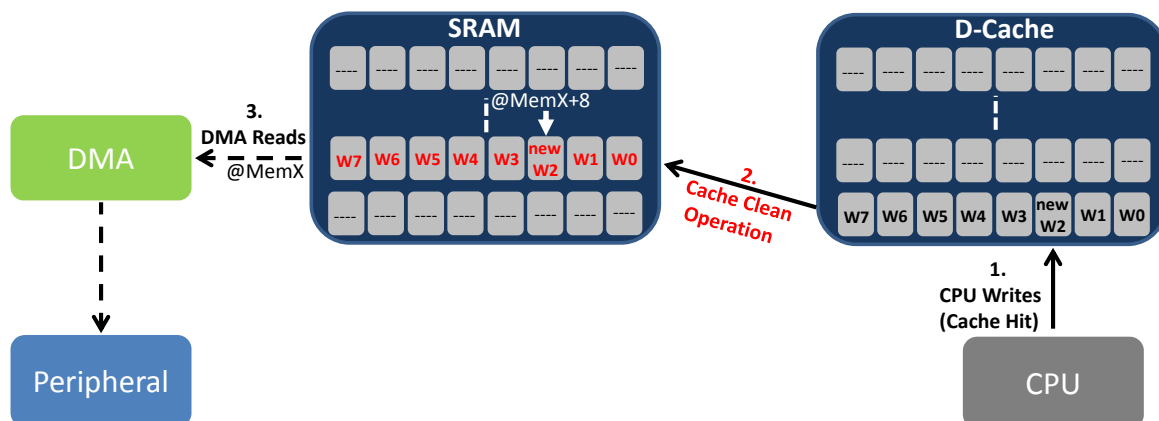 SRAM
---- ---- ---- ---- ---- ---- ---- ----
@MemX+8
W7 W6 W5 W4 W3 new W2 W1 W0
---- ---- ---- ---- ---- ---- ---- ----
D-Cache
---- ---- ---- ---- ---- ---- ---- ----
---- ---- ---- ---- ---- ---- ---- ----
W7 W6 W5 W4 W3 new W2 W1 W0
3.
DMA Reads
@MemX
DMA
2.
Cache Clean
Operation
1.
CPU Writes
(Cache Hit)
Peripheral
CPU